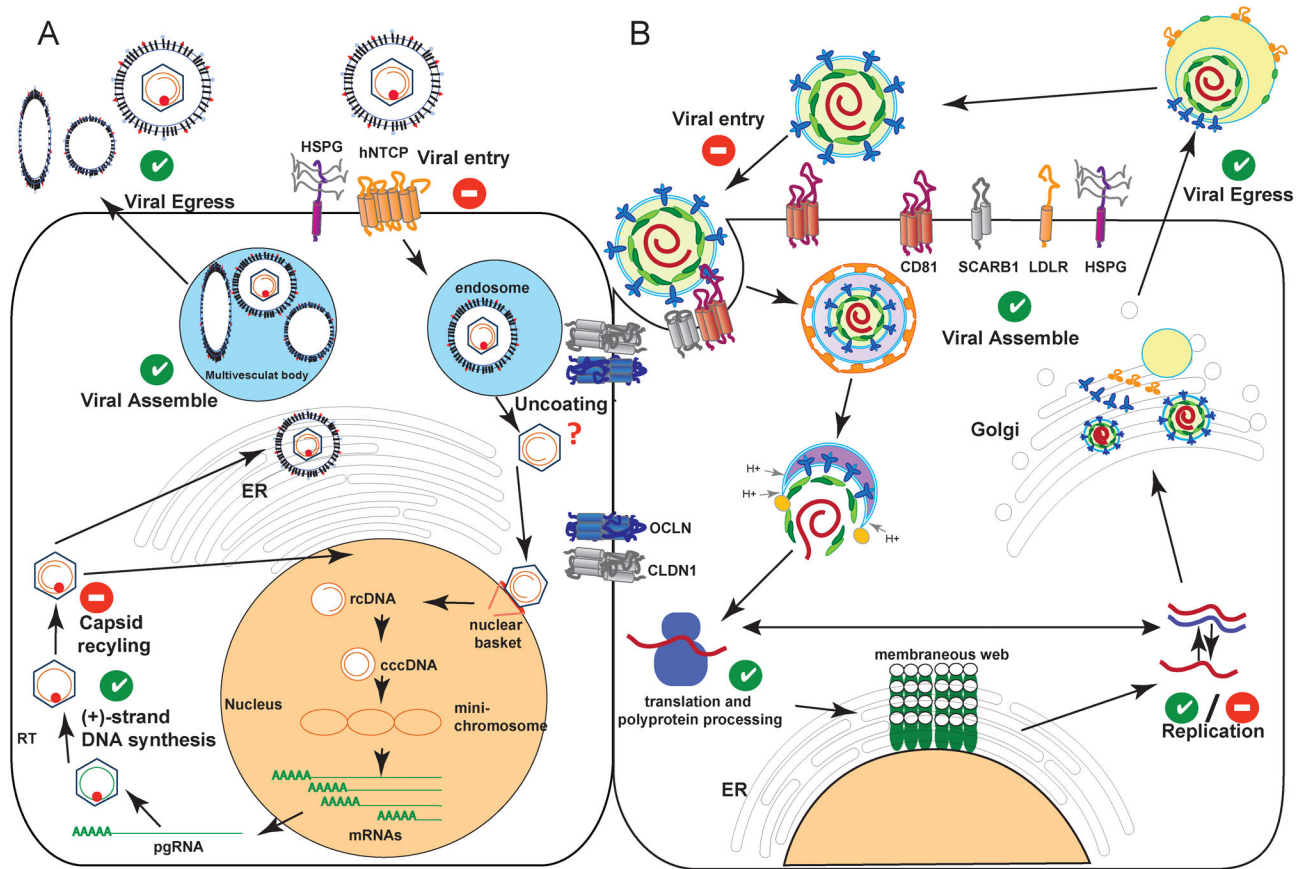 A
HSPG
hNTCP
Viral entry
Viral Egress
endosome
Multivesculat body
Viral Assemble
Uncoating
?
ER
OCLN
CLDN1
Capsid
recyling
rcDNA
nuclear
basket
cccDNA
Nucleus
mini-
chromosome
(+)-strand
DNA synthesis
RT
AAAAA
AAAAA
AAAAA
AAAAA
mRNAs
AAAAA
pgRNA
B
Viral entry
Viral Egress
CD81
SCARB1
LDLR
HSPG
Viral Assemble
Golgi
H+
H+
H+
translation and
polyprotein processing
membraneous web
/
Replication
ER